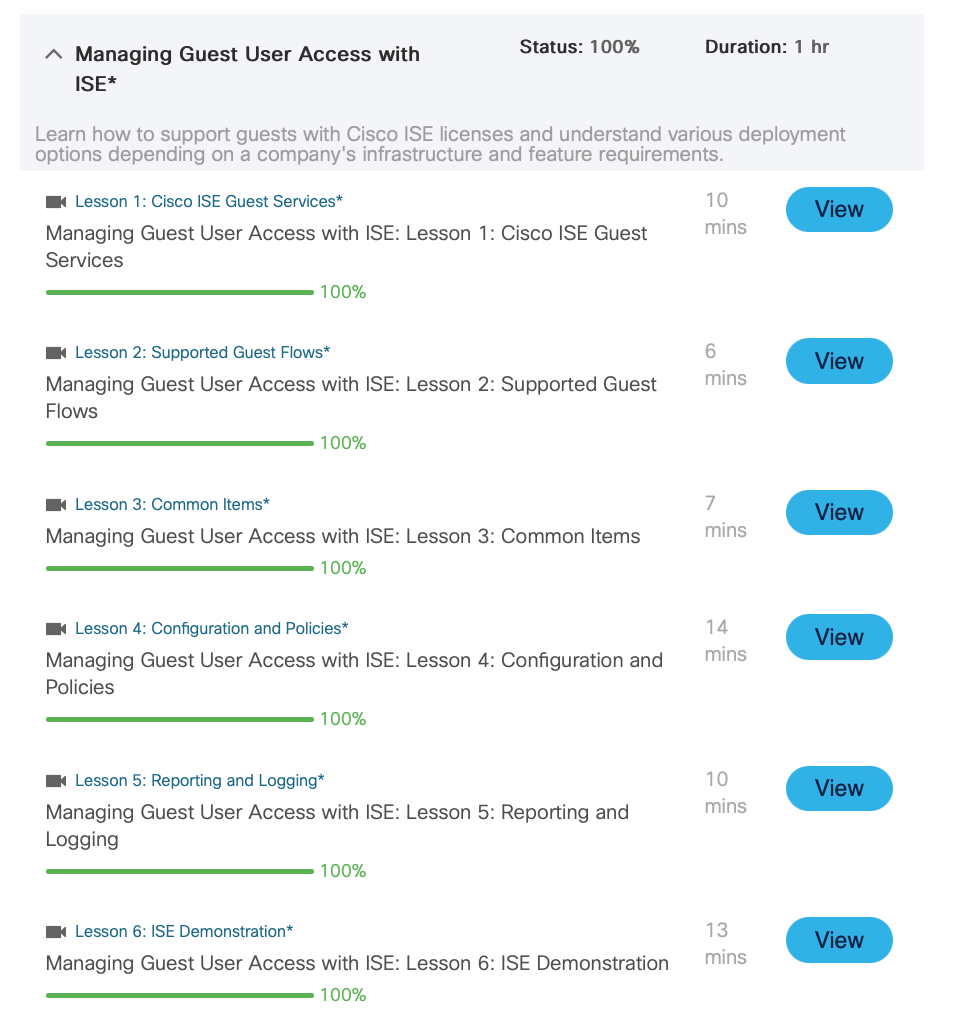 Managing Guest User Access with
ISE*
Status: 100%
Duration: 1 hr
Learn how to support guests with Cisco ISE licenses and understand various deployment
options depending on a company's infrastructure and feature requirements.
Lesson 1: Cisco ISE Guest Services*
Managing Guest User Access with ISE: Lesson 1: Cisco ISE Guest
Services
100%
10
mins
View
Lesson 2: Supported Guest Flows*
Managing Guest User Access with ISE: Lesson 2: Supported Guest
Flows
100%
6
mins
View
Lesson 3: Common Items*
Managing Guest User Access with ISE: Lesson 3: Common Items
100%
7
mins
View
Lesson 4: Configuration and Policies*
Managing Guest User Access with ISE: Lesson 4: Configuration and
Policies
100%
14
mins
View
Lesson 5: Reporting and Logging*
Managing Guest User Access with ISE: Lesson 5: Reporting and
Logging
100%
10
mins
View
Lesson 6: ISE Demonstration*
Managing Guest User Access with ISE: Lesson 6: ISE Demonstration
100%
13
mins
View